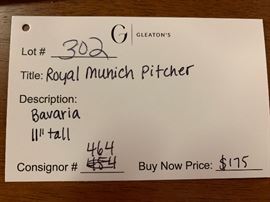 G | GLEATON'S
Lot # 302
Title: Royal Munich Pitcher
Description:
Bavaria
11" tall
464
Consignor # 454 Buy Now Price: $175